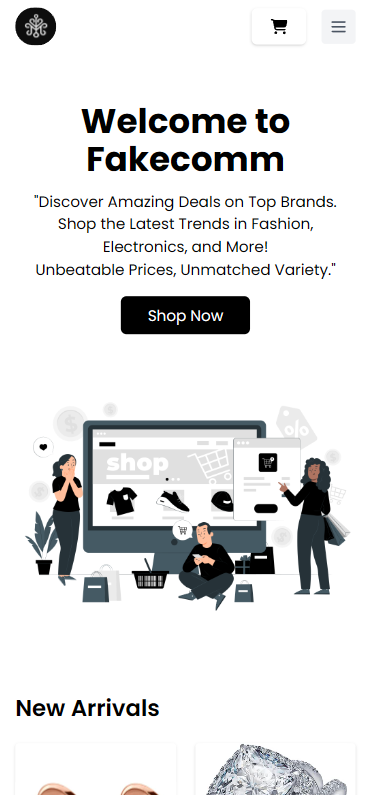 Welcome to
Fakecomm
"Discover Amazing Deals on Top Brands.
Shop the Latest Trends in Fashion,
Electronics, and More!
Unbeatable Prices, Unmatched Variety."
Shop Now
shop
New Arrivals